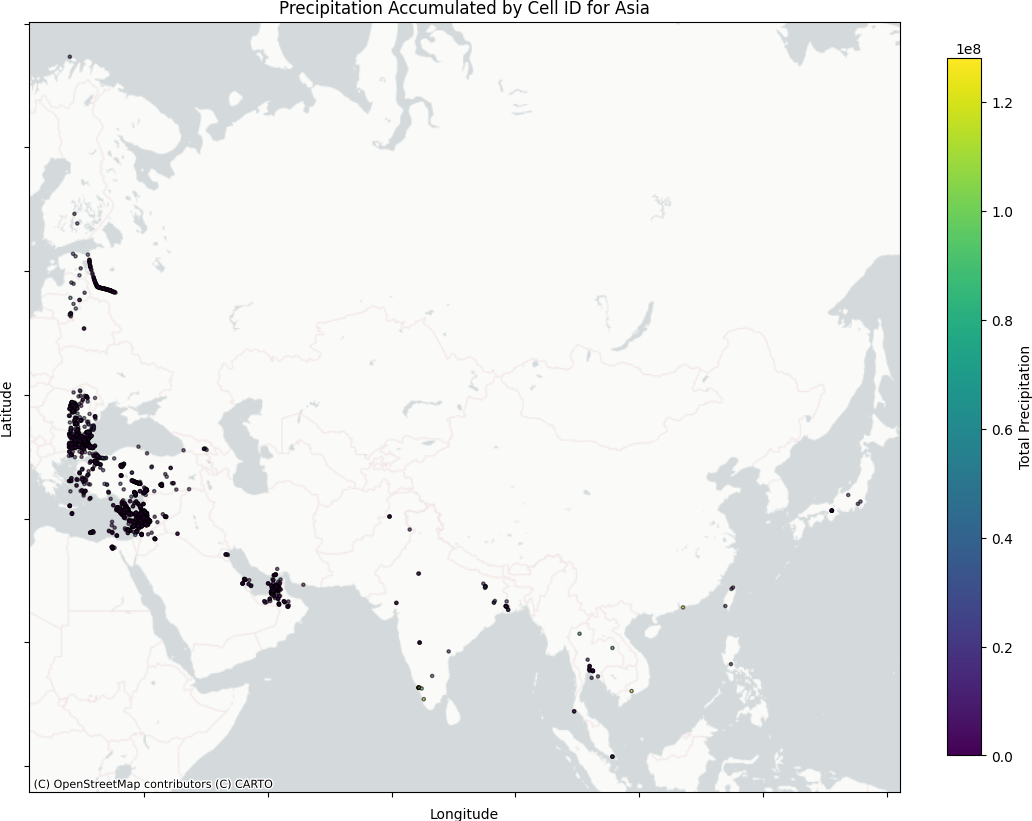 Precipitation Accumulated by Cell ID for Asia
1e8
1.2
1.0
0.8
0.6
0.4
0.2
0.0
Total Precipitation
Latitude
(C) OpenStreetMap contributors (C) CARTO
Longitude